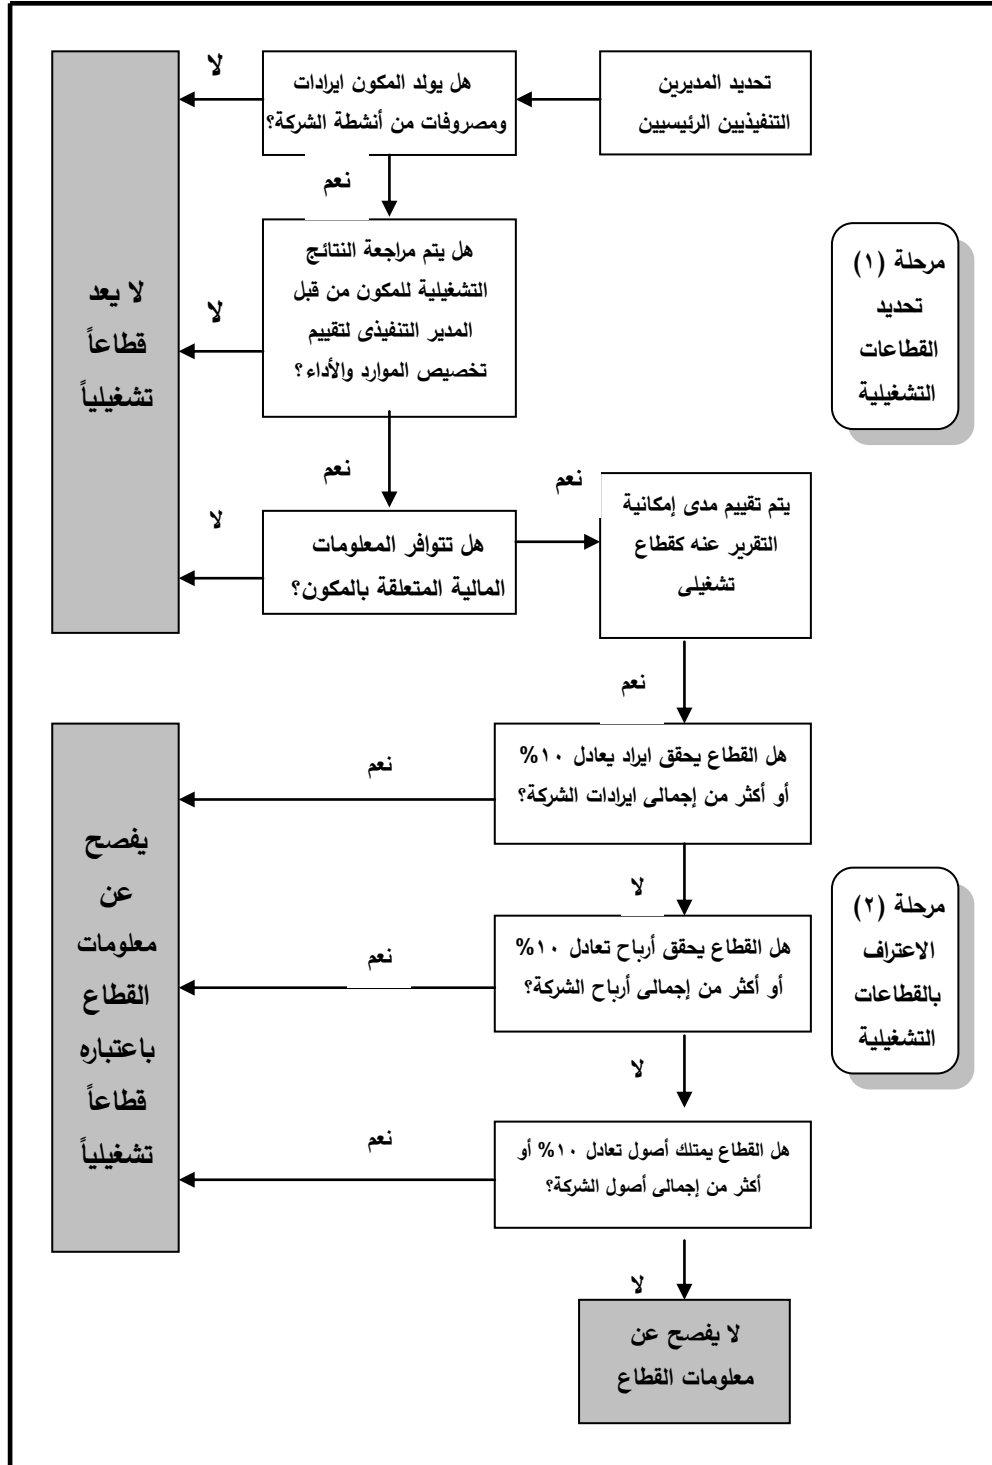 تحديد المديرين
التنفيذيين الرئيسيين
هل يولد المكون ايرادات
ومصروفات من أنشطة الشركة؟
لا
نعم
مرحلة (١)
تحديد
القطاعات
التشغيلية
هل يتم مراجعة النتائج
التشغيلية للمكون من قبل
المدير التنفيذى لتقييم
تخصيص الموارد والأداء؟
لا
لا يعد
قطاعاً
تشغيلياً
نعم
نعم
يتم تقييم مدى إمكانية
التقرير عنه كقطاع
تشغيلى
هل تتوافر المعلومات
المالية المتعلقة بالمكون؟
لا
نعم
هل القطاع يحقق ايراد يعادل ١٠%
أو أكثر من إجمالى ايرادات الشركة؟
نعم
لا
مرحلة (٢)
الاعتراف
بالقطاعات
التشغيلية
هل القطاع يحقق أرباح تعادل ١٠%
أو أكثر من إجمالى أرباح الشركة؟
نعم
يفصح
عن
معلومات
القطاع
باعتباره
قطاعاً
تشغيلياً
لا
هل القطاع يمتلك أصول تعادل ١٠% أو
أكثر من إجمالى أصول الشركة؟
نعم
لا
لا يفصح عن
معلومات القطاع